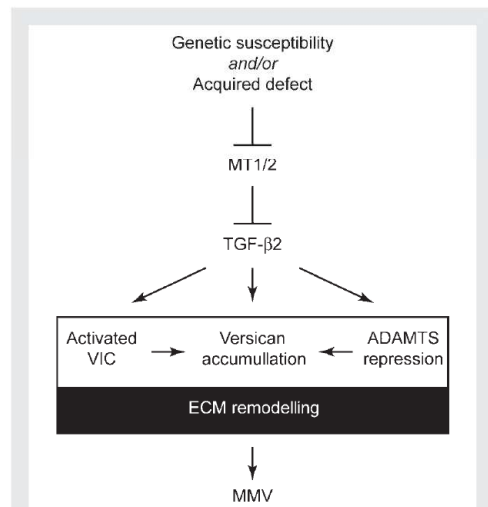 Genetic susceptibility
and/or
Acquired defect
MT1/2
TGF-β2
Activated VIC
Versican accumullation
ADAMTS repression
ECM remodelling
MMV